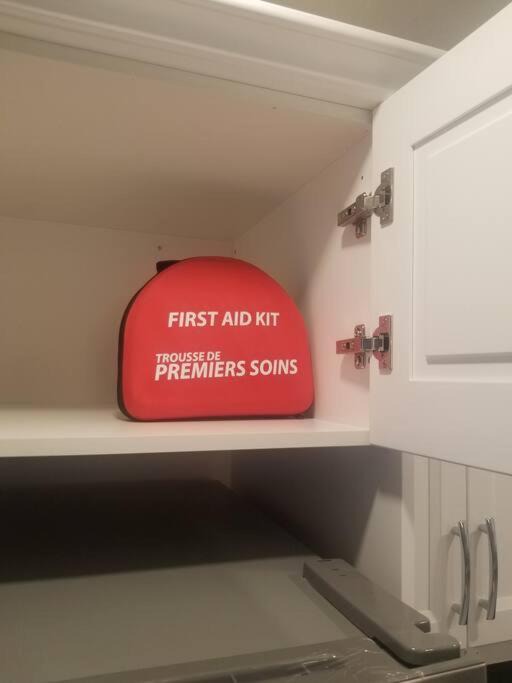 FIRST AID KIT
TROUSSE DE
PREMIERS SOINS